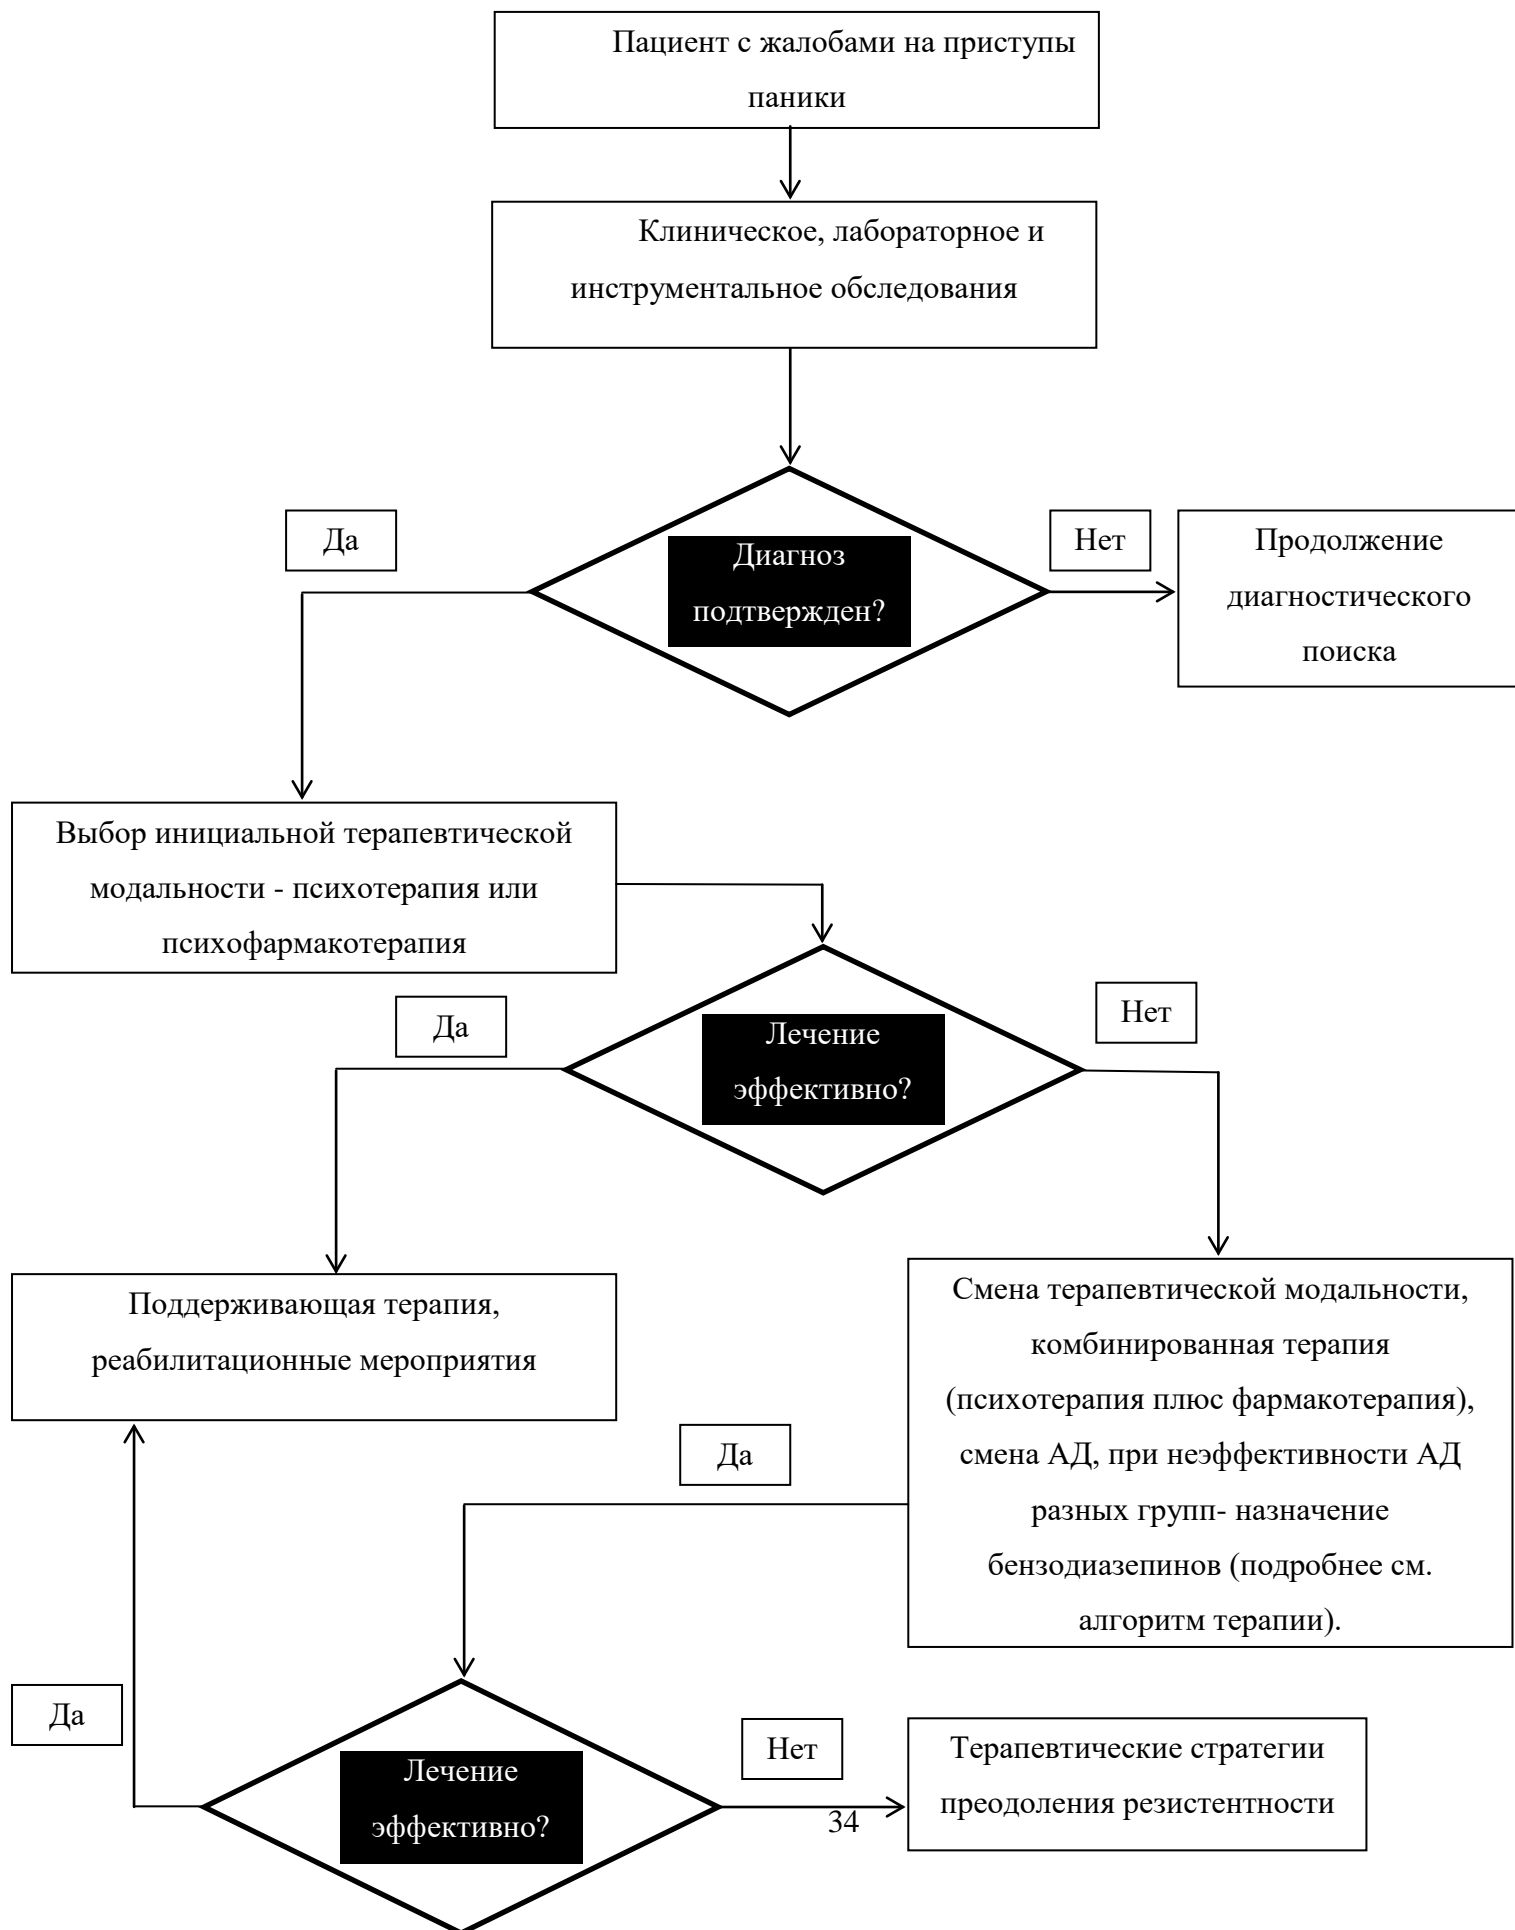 Пациент с жалобами на приступы
паники
Клиническое, лабораторное и
инструментальное обследования
Да
Диагноз
подтвержден?
Нет
Продолжение
диагностического
поиска
Выбор инициальной терапевтической
модальности - психотерапия или
психофармакотерапия
Да
Лечение
эффективно?
Нет
Поддерживающая терапия,
реабилитационные мероприятия
Смена терапевтической модальности,
комбинированная терапия
(психотерапия плюс фармакотерапия),
смена АД, при неэффективности АД
разных групп- назначение
бензодиазепинов (подробнее см.
алгоритм терапии).
Да
Да
Лечение
эффективно?
Нет
Терапевтические стратегии
преодоления резистентности
34